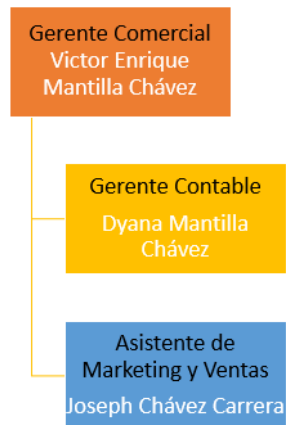 Gerente Comercial
Victor Enrique
Mantilla Chávez
Gerente Contable
Dyana Mantilla
Chávez
Asistente de
Marketing y Ventas
Joseph Chávez Carrera